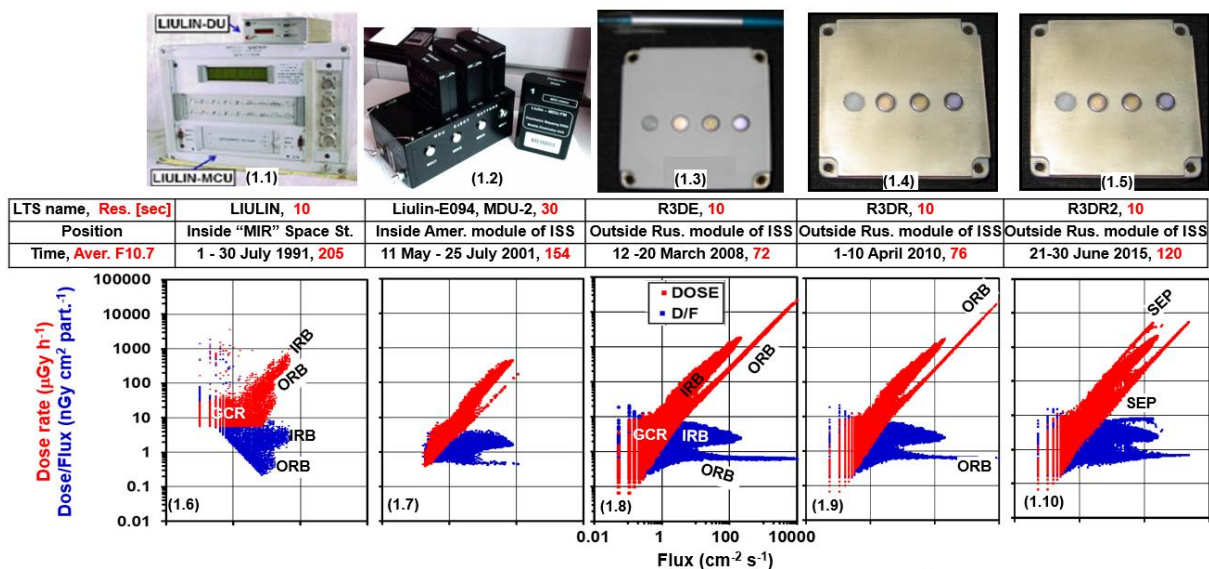 LIULIN-DU
LIULIN-MCU
(1.1)
(1.2)
(1.3)
(1.4)
(1.5)
LTS name, Res. [sec] LIULIN, 10 Liulin-E094, MDU-2, 30 R3DE, 10 R3DR, 10 R3DR2, 10
Position Inside “MIR” Space St. Inside Amer. module of ISS Outside Rus. module of ISS Outside Rus. module of ISS Outside Rus. module of ISS
Time, Aver. F10.7 1 - 30 July 1991, 205 11 May - 25 July 2001, 154 12 -20 March 2008, 72 1-10 April 2010, 76 21-30 June 2015, 120
Dose rate (µGy h⁻¹)
Dose/Flux (nGy cm² part.⁻¹)
100000
10000
1000
100
10
1
0.1
0.01
IRB
ORB
GCR
IRB
ORB
(1.6)
(1.7)
DOSE
D/F
IRB
ORB
GCR
IRB
ORB
(1.8)
ORB
ORB
(1.9)
SEP
SEP
(1.10)
0.01 1 100 10000
Flux (cm⁻² s⁻¹)